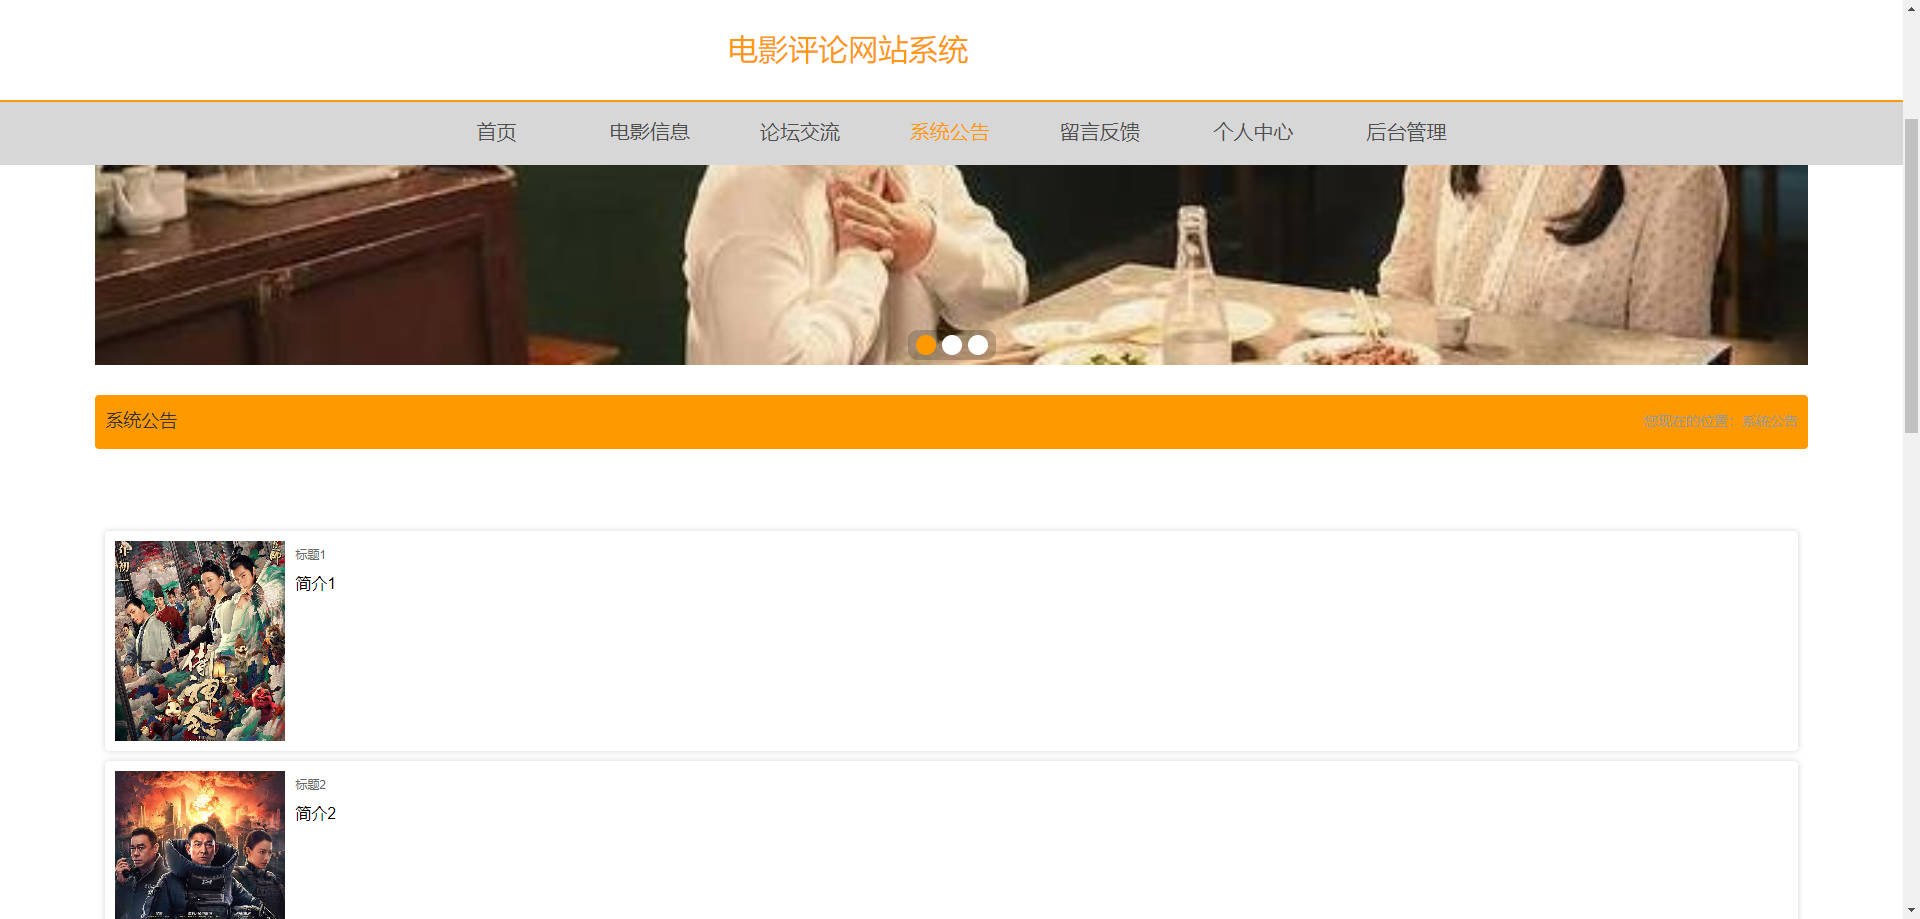 电影评论网站系统
首页 电影信息 论坛交流 系统公告 留言反馈 个人中心 后台管理
系统公告 您现在的位置：系统公告
标题1
简介1
标题2
简介2